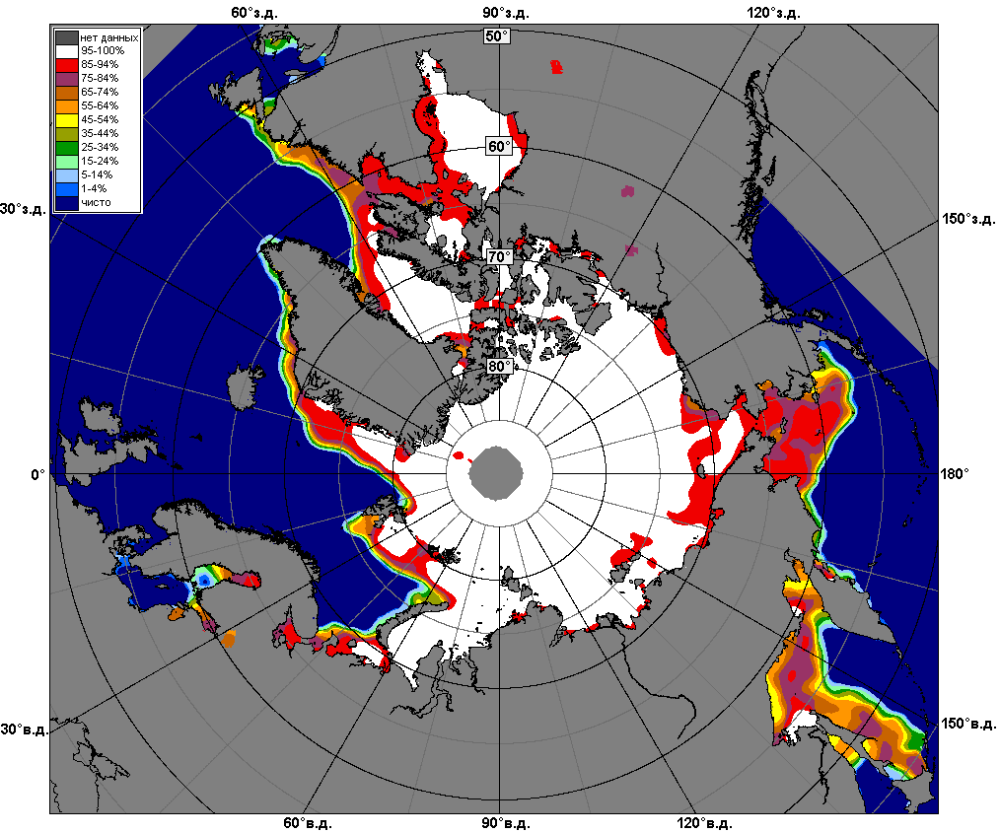 60°з.д.
90°з.д.
120°з.д.
нет данных
95-100%
85-94%
75-84%
65-74%
55-64%
45-54%
35-44%
25-34%
15-24%
5-14%
1-4%
чисто
50°
60°
70°
80°
30°з.д.
150°з.д.
0°
180°
30°в.д.
150°в.д.
60°в.д.
90°в.д.
120°в.д.